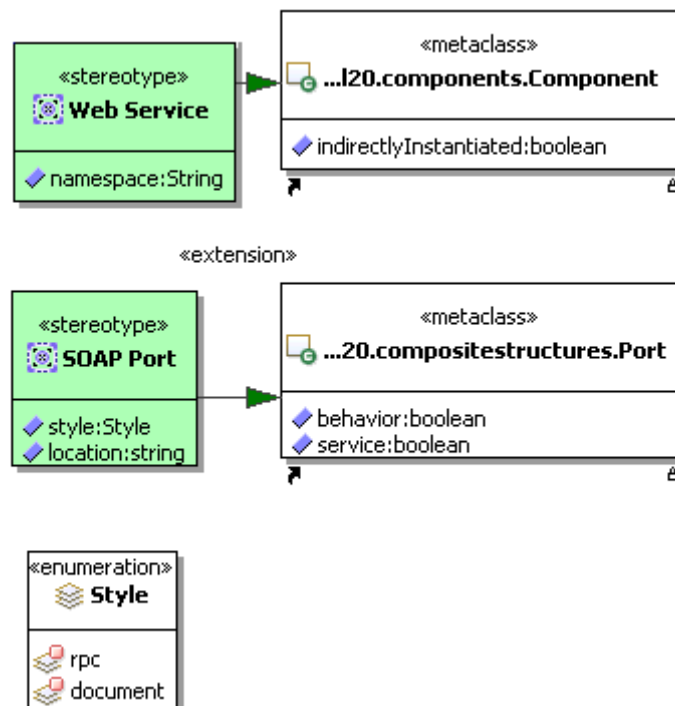 «stereotype»
Web Service
namespace:String
«metaclass»
...l20.components.Component
indirectlyInstantiated:boolean
«extension»
«stereotype»
SOAP Port
style:Style
location:string
«metaclass»
...20.compositestructures.Port
behavior:boolean
service:boolean
«enumeration»
Style
rpc
document